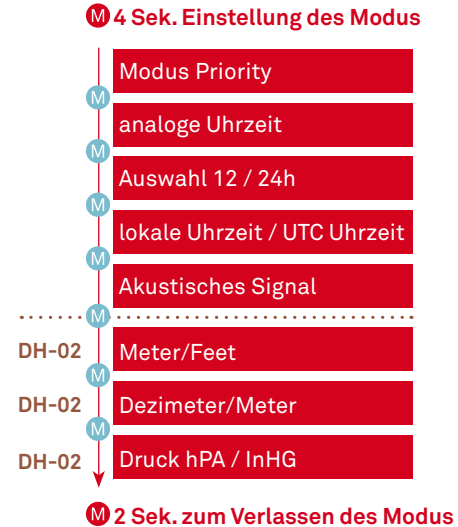 M 4 Sek. Einstellung des Modus
Modus Priority
M
analoge Uhrzeit
M
Auswahl 12 / 24h
M
lokale Uhrzeit / UTC Uhrzeit
M
Akustisches Signal
M
DH-02 Meter/Feet
M
DH-02 Dezimeter/Meter
M
DH-02 Druck hPA / InHG
M 2 Sek. zum Verlassen des Modus